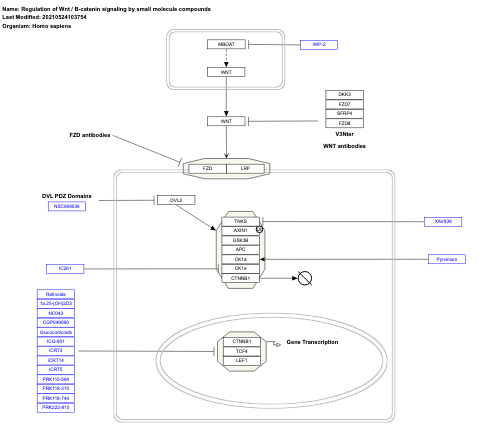 Name: Regulation of Wnt / B-catenin signaling by small molecule compounds
Last Modified: 20210524103754
Organism: Homo sapiens
MBOAT
IWP-2
WNT
DKK3
FZD7
SFRP4
FZD8
WNT
V3Nter
FZD antibodies
WNT antibodies
FZD
LRP
DVL PDZ Domains
NSC668036
DVL2
TNKS
AXIN1
GSK3B
APC
CK1a
CK1e
CTNNB1
XAV939
Pyrvinium
IC261
Retinoids
1a,25-(OH)2D3
NC043
CGP049090
Glucocorticoids
ICG-001
iCRT3
iCRT14
iCRT5
PKF115-584
PKF118-310
PKF118-744
PKF222-815
CTNNB1
TCF4
LEF1
Gene Transcription